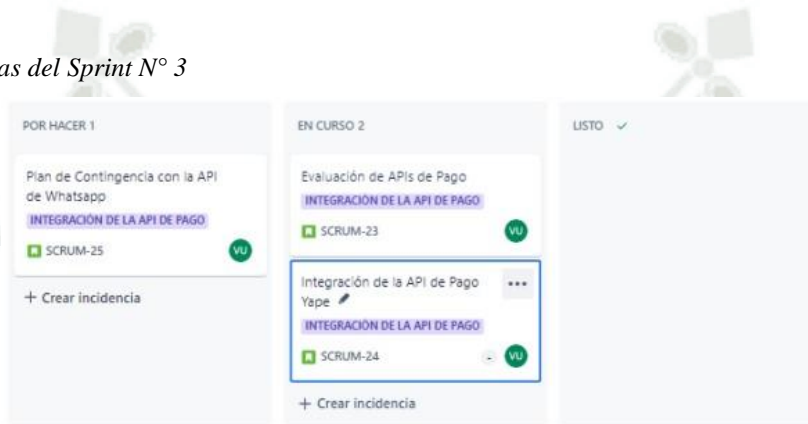 as del Sprint N° 3
POR HACER 1
Plan de Contingencia con la API
de Whatsapp
INTEGRACIÓN DE LA API DE PAGO
SCRUM-25
VU
+ Crear incidencia
EN CURSO 2
Evaluación de APIs de Pago
INTEGRACIÓN DE LA API DE PAGO
SCRUM-23
VU
Integración de la API de Pago
Yape
INTEGRACIÓN DE LA API DE PAGO
SCRUM-24
-
VU
+ Crear incidencia
LISTO